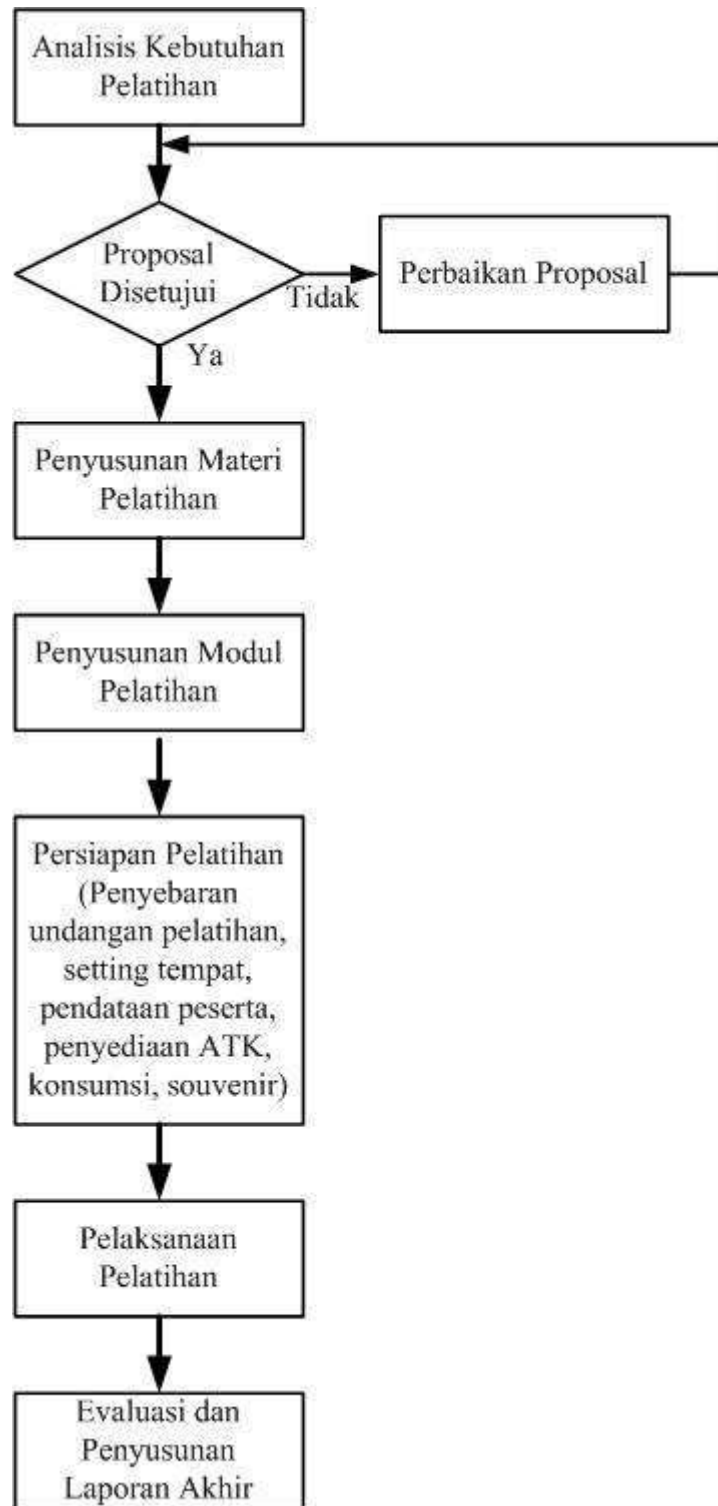 Analisis Kebutuhan
Pelatihan
Proposal
Disetujui
Tidak
Perbaikan Proposal
Ya
Penyusunan Materi
Pelatihan
Penyusunan Modul
Pelatihan
Persiapan Pelatihan
(Penyebaran
undangan pelatihan,
setting tempat,
pendataan peserta,
penyediaan ATK,
konsumsi, souvenir)
Pelaksanaan
Pelatihan
Evaluasi dan
Penyusunan
Laporan Akhir